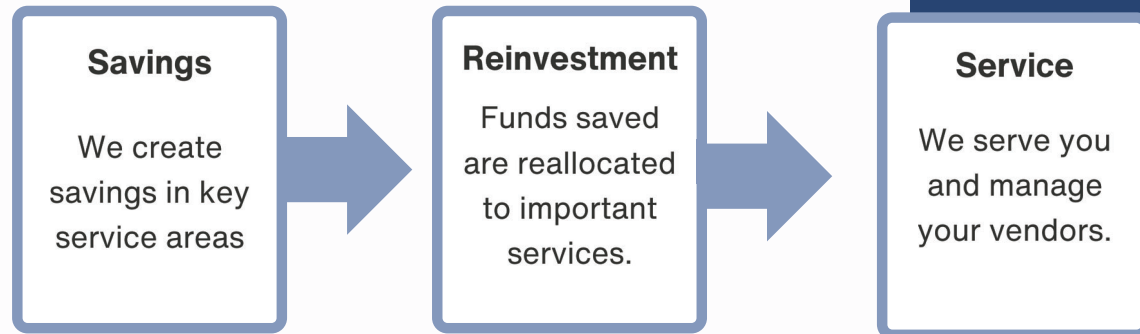 Savings
We create
savings in key
service areas
Reinvestment
Funds saved
are reallocated
to important
services.
Service
We serve you
and manage
your vendors.